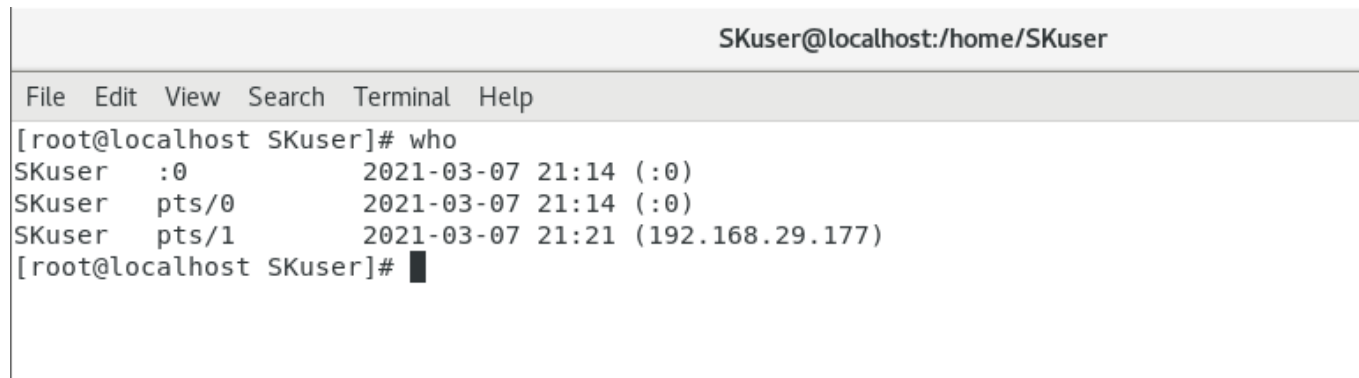 SKuser@localhost:/home/SKuser
File Edit View Search Terminal Help
[root@localhost SKuser]# who
SKuser   :0           2021-03-07 21:14 (:0)
SKuser   pts/0        2021-03-07 21:14 (:0)
SKuser   pts/1        2021-03-07 21:21 (192.168.29.177)
[root@localhost SKuser]#